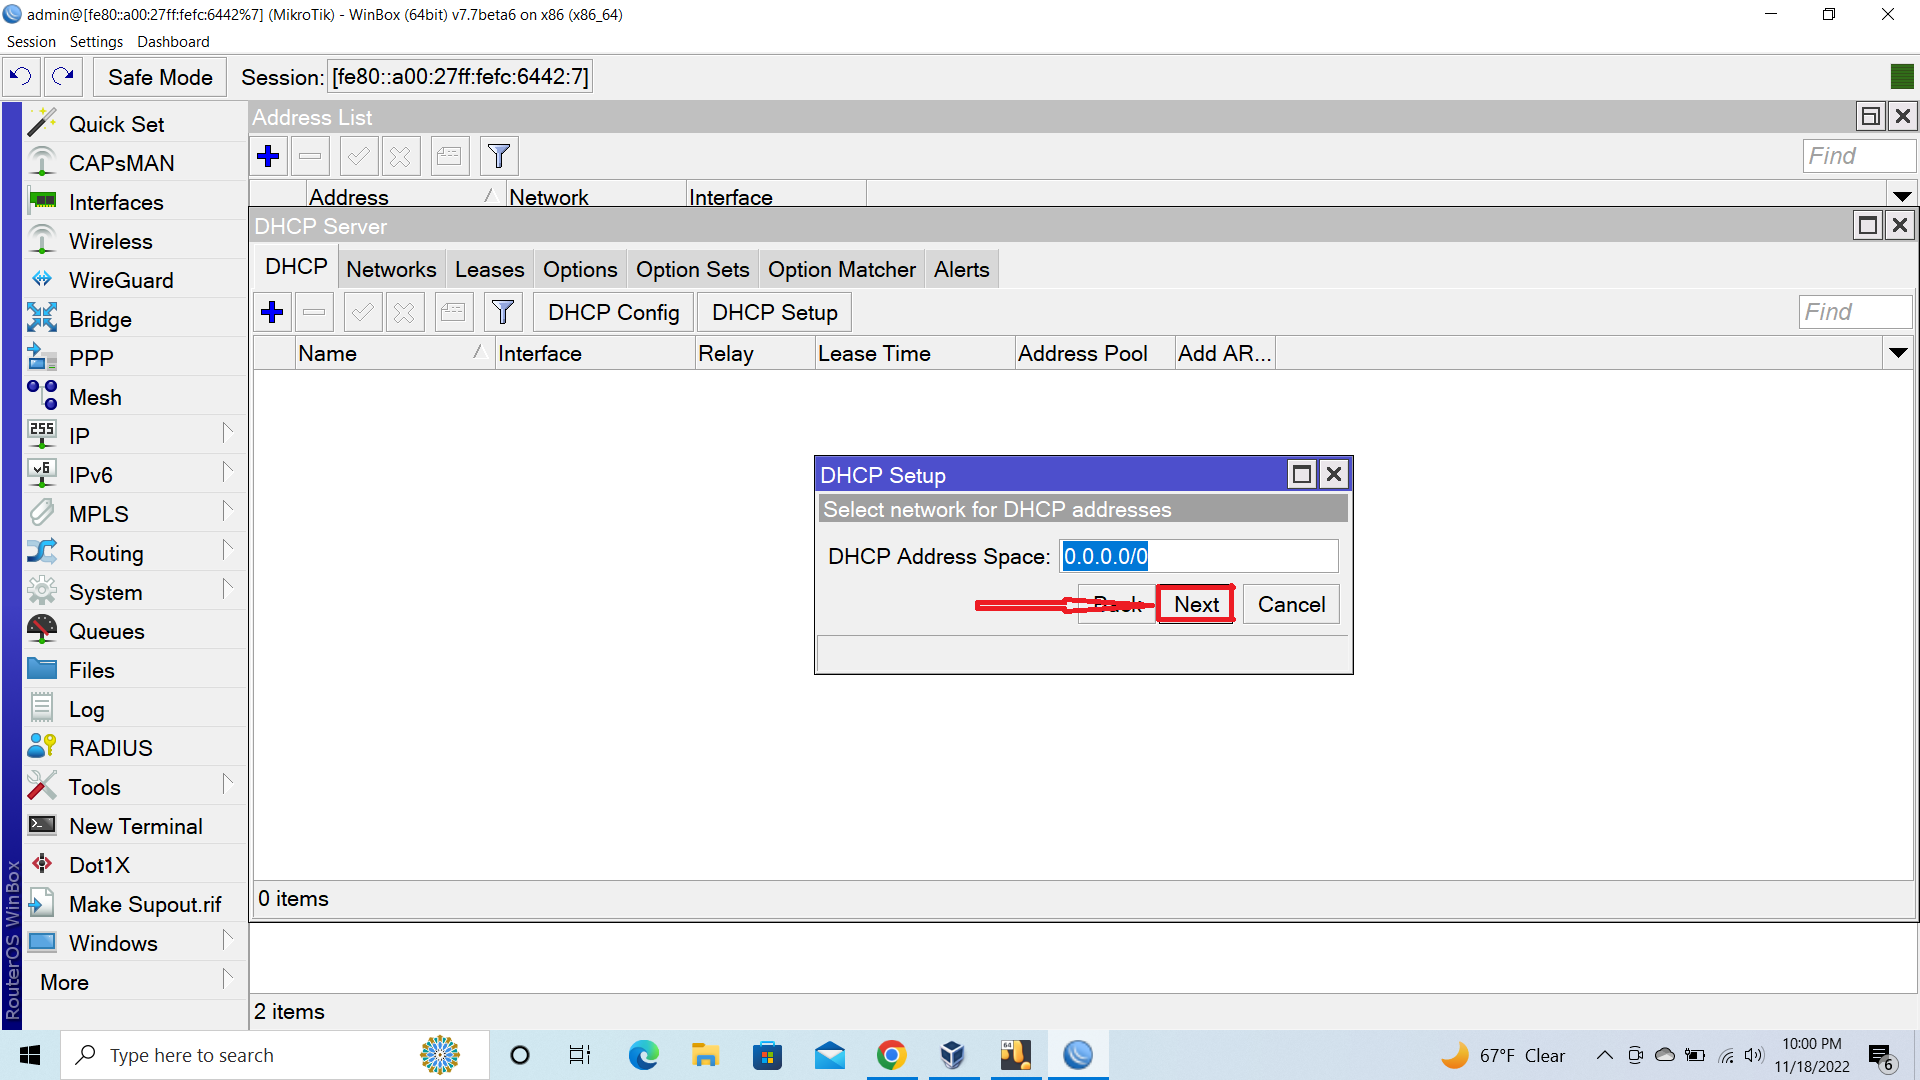 admin@[fe80::a00:27ff:fefc:6442%7] (MikroTik) - WinBox (64bit) v7.7beta6 on x86 (x86_64)
Session Settings Dashboard
Safe Mode Session: [fe80::a00:27ff:fefc:6442:7]
Quick Set
CAPsMAN
Interfaces
Wireless
WireGuard
Bridge
PPP
Mesh
255 IP
v6 IPv6
MPLS
Routing
System
Queues
Files
Log
RADIUS
Tools
New Terminal
Dot1X
Make Supout.rif
Windows
More
RouterOS WinBox
Address List
Find
Address Network Interface
DHCP Server
DHCP Networks Leases Options Option Sets Option Matcher Alerts
DHCP Config DHCP Setup Find
Name Interface Relay Lease Time Address Pool Add AR...
DHCP Setup
Select network for DHCP addresses
DHCP Address Space: 0.0.0.0/0
Back Next Cancel
0 items
2 items
Type here to search
64
67°F Clear
10:00 PM
11/18/2022
6